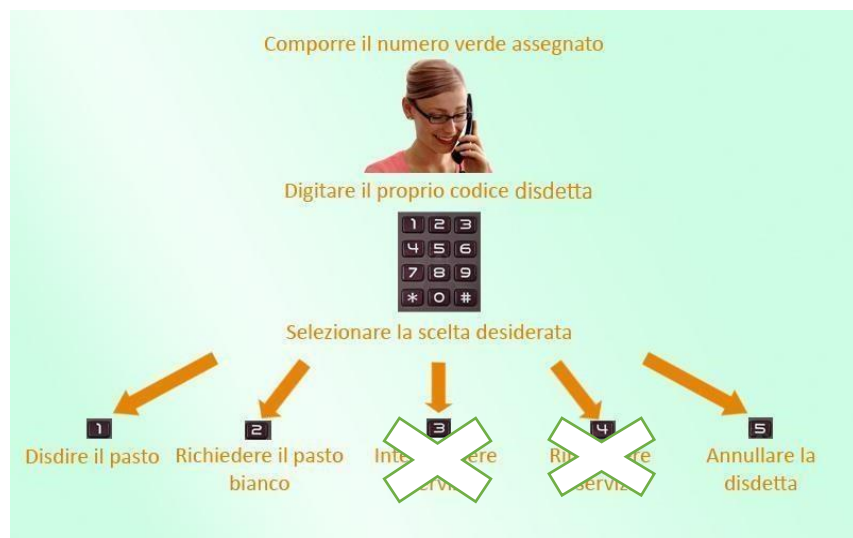 Comporre il numero verde assegnato
Digitare il proprio codice disdetta
1 2 3
4 5 6
7 8 9
* 0 #
Selezionare la scelta desiderata
1 2 3 4 5
Disdire il pasto
Richiedere il pasto
bianco
servizi
Annullare la
disdetta